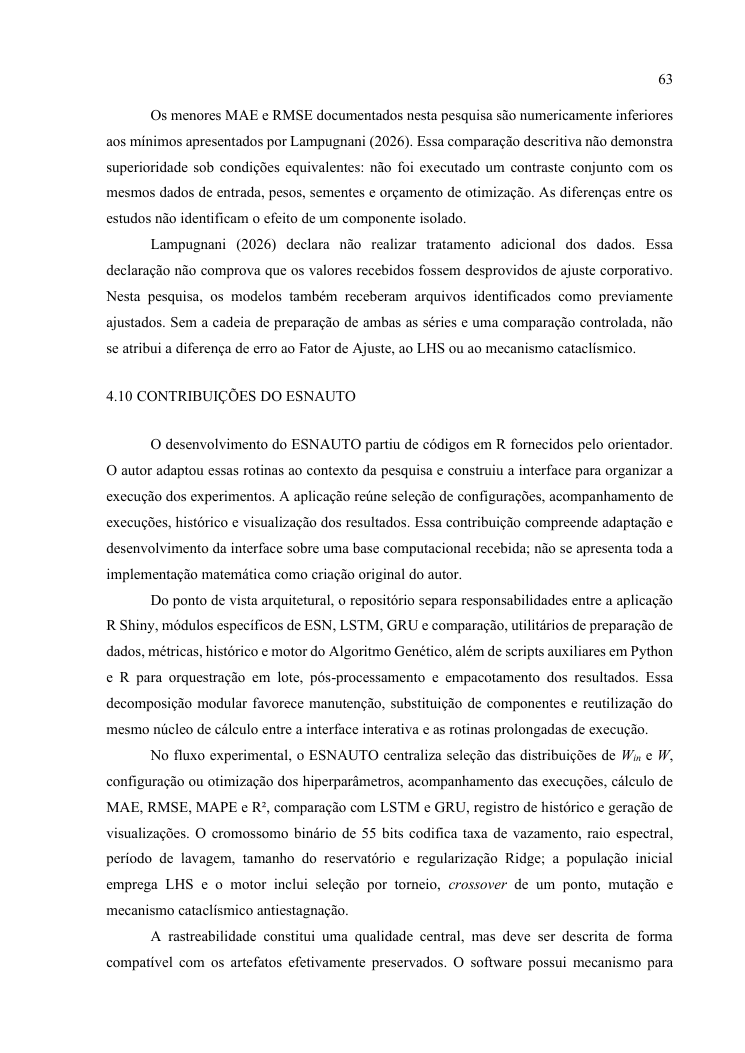 63
Os menores MAE e RMSE documentados nesta pesquisa são numericamente inferiores
aos mínimos apresentados por Lampugnani (2026). Essa comparação descritiva não demonstra
superioridade sob condições equivalentes: não foi executado um contraste conjunto com os
mesmos dados de entrada, pesos, sementes e orçamento de otimização. As diferenças entre os
estudos não identificam o efeito de um componente isolado.
Lampugnani (2026) declara não realizar tratamento adicional dos dados. Essa
declaração não comprova que os valores recebidos fossem desprovidos de ajuste corporativo.
Nesta pesquisa, os modelos também receberam arquivos identificados como previamente
ajustados. Sem a cadeia de preparação de ambas as séries e uma comparação controlada, não
se atribui a diferença de erro ao Fator de Ajuste, ao LHS ou ao mecanismo cataclísmico.
4.10 CONTRIBUIÇÕES DO ESNAUTO
O desenvolvimento do ESNAUTO partiu de códigos em R fornecidos pelo orientador.
O autor adaptou essas rotinas ao contexto da pesquisa e construiu a interface para organizar a
execução dos experimentos. A aplicação reúne seleção de configurações, acompanhamento de
execuções, histórico e visualização dos resultados. Essa contribuição compreende adaptação e
desenvolvimento da interface sobre uma base computacional recebida; não se apresenta toda a
implementação matemática como criação original do autor.
Do ponto de vista arquitetural, o repositório separa responsabilidades entre a aplicação
R Shiny, módulos específicos de ESN, LSTM, GRU e comparação, utilitários de preparação de
dados, métricas, histórico e motor do Algoritmo Genético, além de scripts auxiliares em Python
e R para orquestração em lote, pós-processamento e empacotamento dos resultados. Essa
decomposição modular favorece manutenção, substituição de componentes e reutilização do
mesmo núcleo de cálculo entre a interface interativa e as rotinas prolongadas de execução.
No fluxo experimental, o ESNAUTO centraliza seleção das distribuições de Win e W,
configuração ou otimização dos hiperparâmetros, acompanhamento das execuções, cálculo de
MAE, RMSE, MAPE e R², comparação com LSTM e GRU, registro de histórico e geração de
visualizações. O cromossomo binário de 55 bits codifica taxa de vazamento, raio espectral,
período de lavagem, tamanho do reservatório e regularização Ridge; a população inicial
emprega LHS e o motor inclui seleção por torneio, crossover de um ponto, mutação e
mecanismo cataclísmico antiestagnação.
A rastreabilidade constitui uma qualidade central, mas deve ser descrita de forma
compatível com os artefatos efetivamente preservados. O software possui mecanismo para